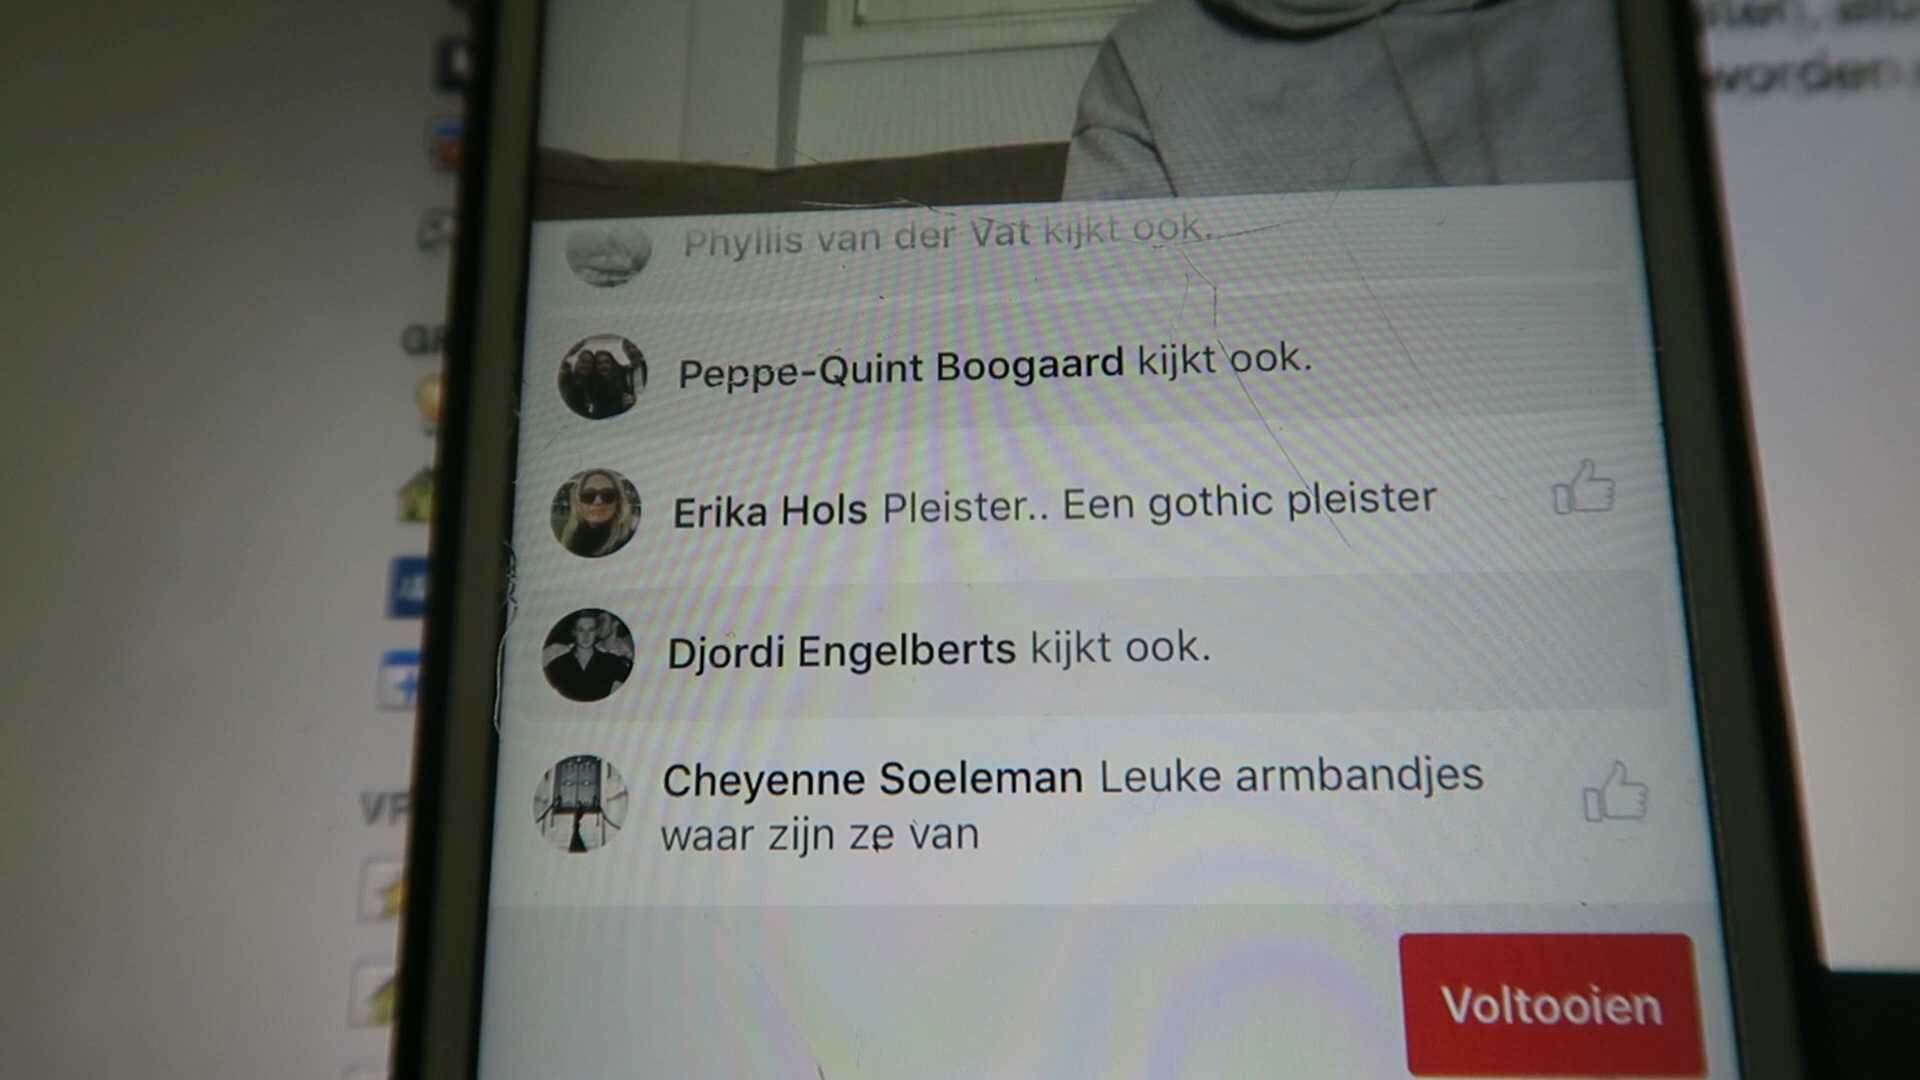 worden
Phyllis van der Vat kijkt ook.
Peppe-Quint Boogaard kijkt ook.
Erika Hols Pleister.. Een gothic pleister
Djordi Engelberts kijkt ook.
Cheyenne Soeleman Leuke armbandjes
waar zijn ze van
Voltooien